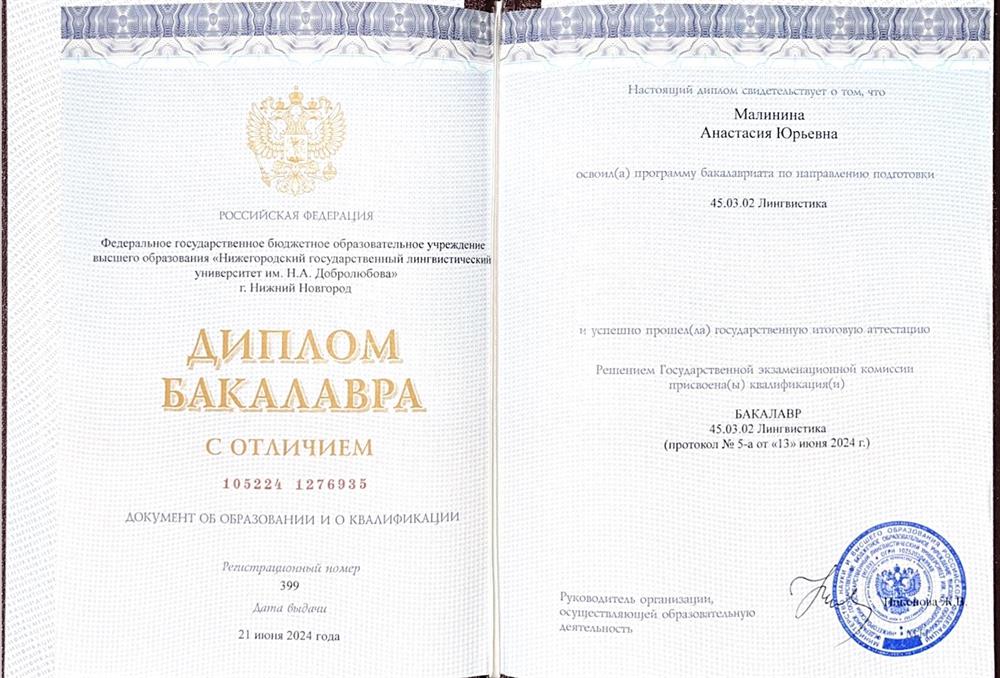 РОССИЙСКАЯ ФЕДЕРАЦИЯ
Федеральное государственное бюджетное образовательное учреждение
высшего образования «Нижегородский государственный лингвистический
университет им. Н.А. Добролюбова»
г. Нижний Новгород
ДИПЛОМ
БАКАЛАВРА
С ОТЛИЧИЕМ
105224 1276935
ДОКУМЕНТ ОБ ОБРАЗОВАНИИ И О КВАЛИФИКАЦИИ
Регистрационный номер
399
Дата выдачи
21 июня 2024 года
Настоящий диплом свидетельствует о том, что
Малинина
Анастасия Юрьевна
освоил(а) программу бакалавриата по направлению подготовки
45.03.02 Лингвистика
и успешно прошел(ла) государственную итоговую аттестацию
Решением Государственной экзаменационной комиссии
присвоена(ы) квалификация(и)
БАКАЛАВР
45.03.02 Лингвистика
(протокол № 5-а от «13» июня 2024 г.)
Руководитель организации,
осуществляющей образовательную
деятельность